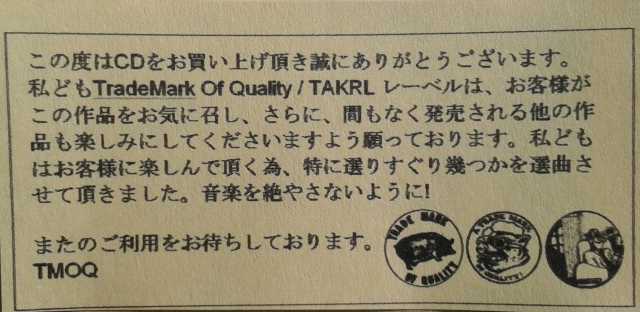 この度はCDをお買い上げ頂き誠にありがとうございます。
私どもTradeMark Of Quality / TAKRL レーベルは、お客様が
この作品をお気に召し、さらに、間もなく発売される他の作
品も楽しみにしてくださいますよう願っております。私ども
はお客様に楽しんで頂く為、特に選りすぐり幾つかを選曲さ
せて頂きました。音楽を絶やさないように!
またのご利用をお待ちしております。
TMOQ
TRADE MARK
OF QUALITY
A TRADE MARK
OF QUALITY!